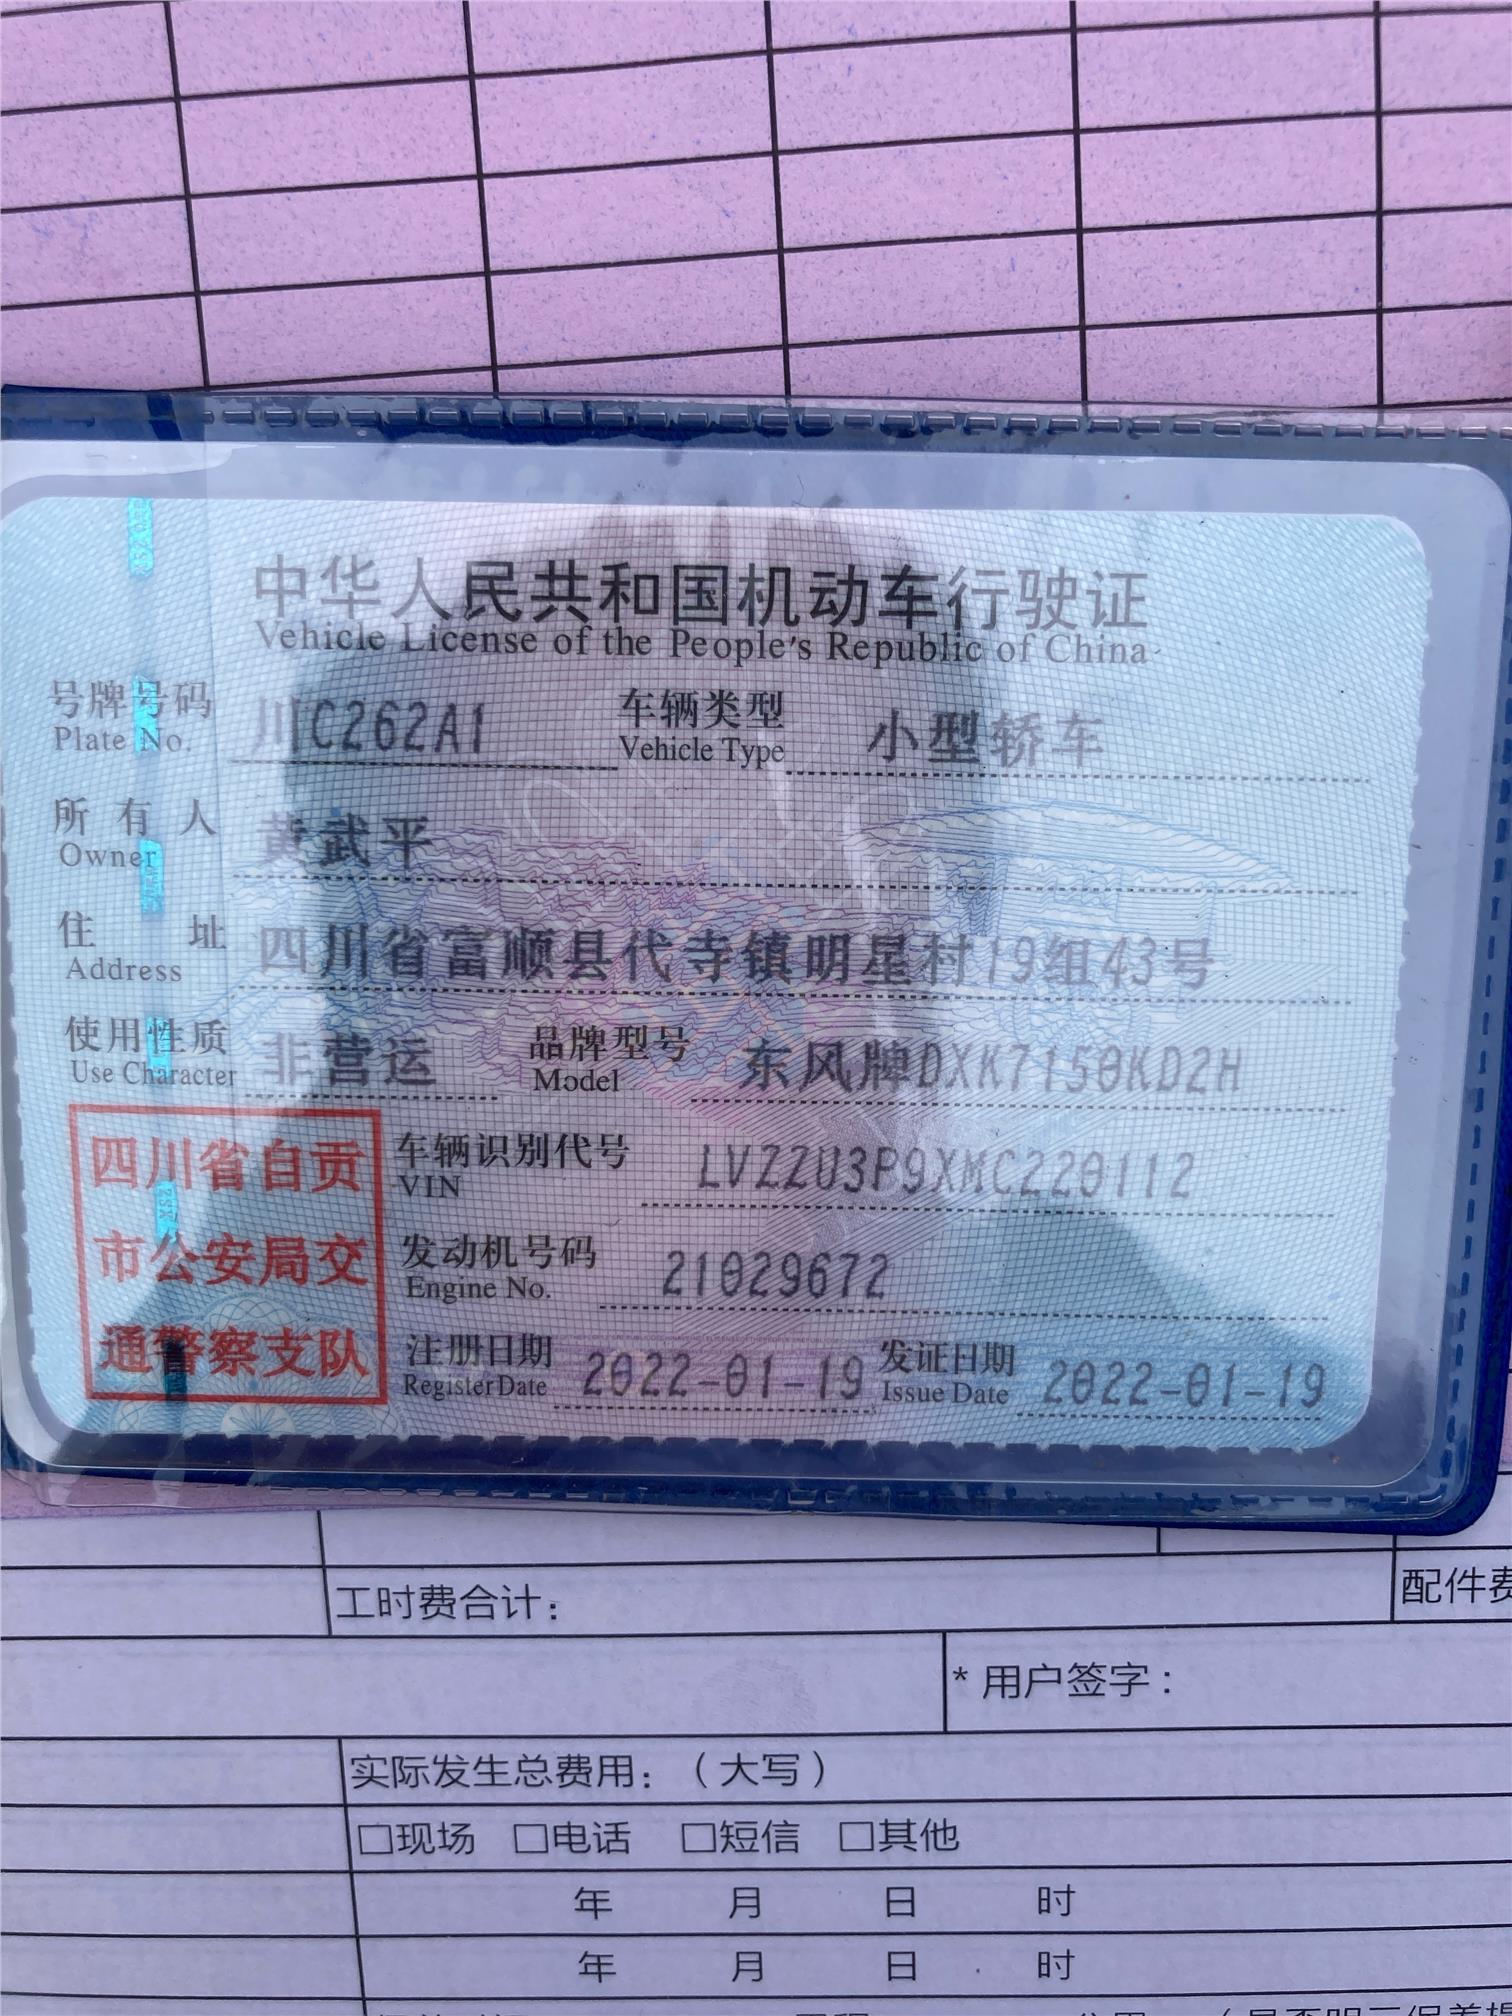 中华人民共和国机动车行驶证
Vehicle License of the People's Republic of China
号牌号码 川C262A1 车辆类型 小型轿车
Plate No. Vehicle Type
所有人 黄武平
Owner
住址 四川省富顺县代寺镇明星村19组43号
Address
使用性质 非营运 品牌型号 东风牌DXK7150KD2H
Use Character Model
四川省自贡
市公安局交
通警察支队
车辆识别代号 LVZZU3P9XMC220112
VIN
发动机号码 21029672
Engine No.
注册日期 2022-01-19 发证日期 2022-01-19
Register Date Issue Date
工时费合计： 配件费
* 用户签字：
实际发生总费用：（大写）
□现场 □电话 □短信 □其他
年 月 日 时
年 月 日 时